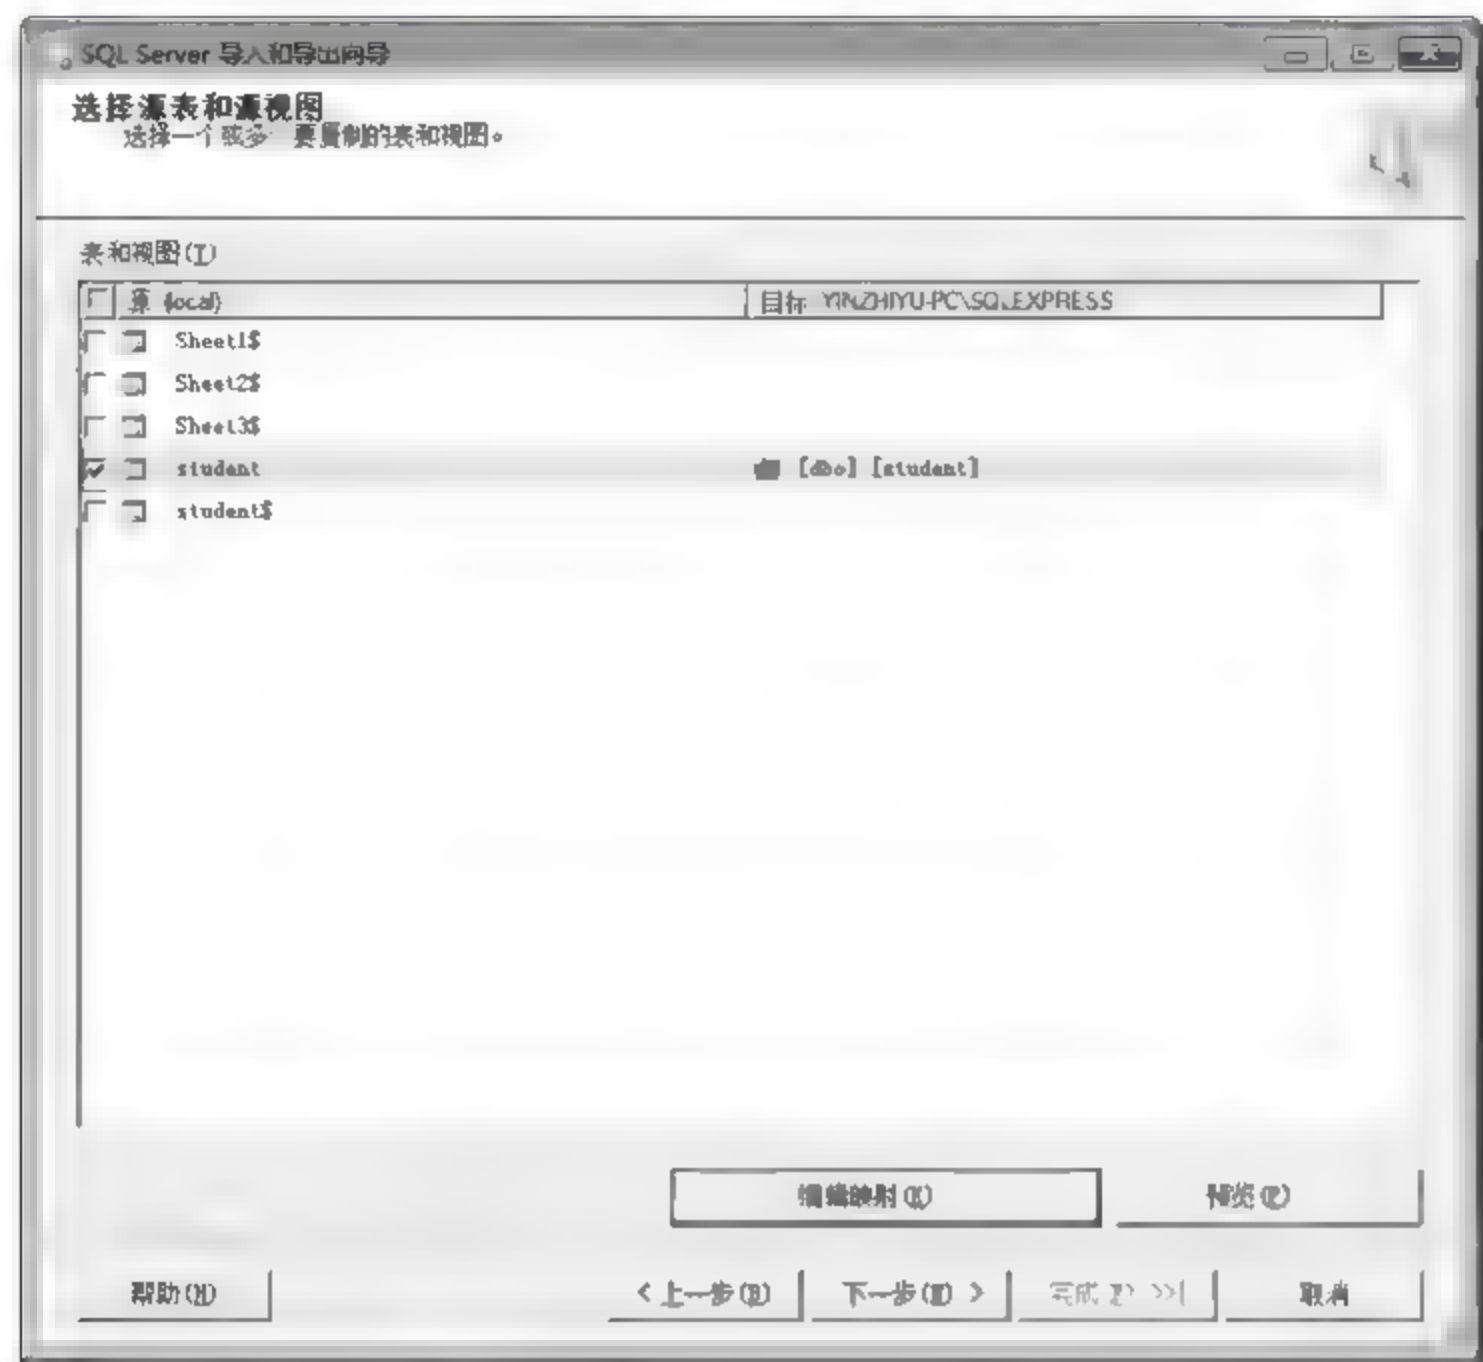 SQL Server 导入和导出向导
选择源表和源视图
选择一个或多 要复制的表和视图。
表和视图(T)
源 (local)
目标 YINZHIYU-PC\SQLEXPRESS
Sheet1$
Sheet2$
Sheet3$
student
[dbo] [student]
student$
编辑映射(E)
预览(P)
帮助(H)
< 上一步(B)
下一步(N) >
完成(F) >>|
取消